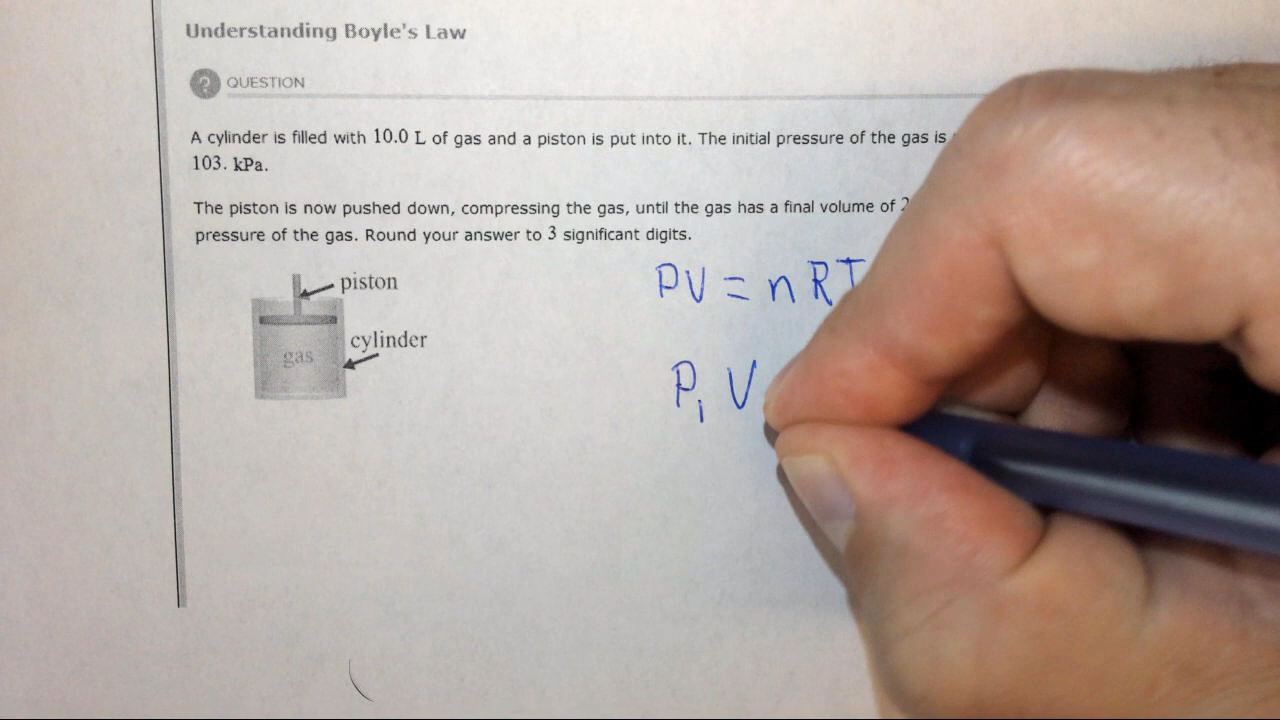 Understanding Boyle's Law
? QUESTION
A cylinder is filled with 10.0 L of gas and a piston is put into it. The initial pressure of the gas is
103. kPa.
The piston is now pushed down, compressing the gas, until the gas has a final volume of
pressure of the gas. Round your answer to 3 significant digits.
PV = nRT
piston
cylinder
gas
P₁ V